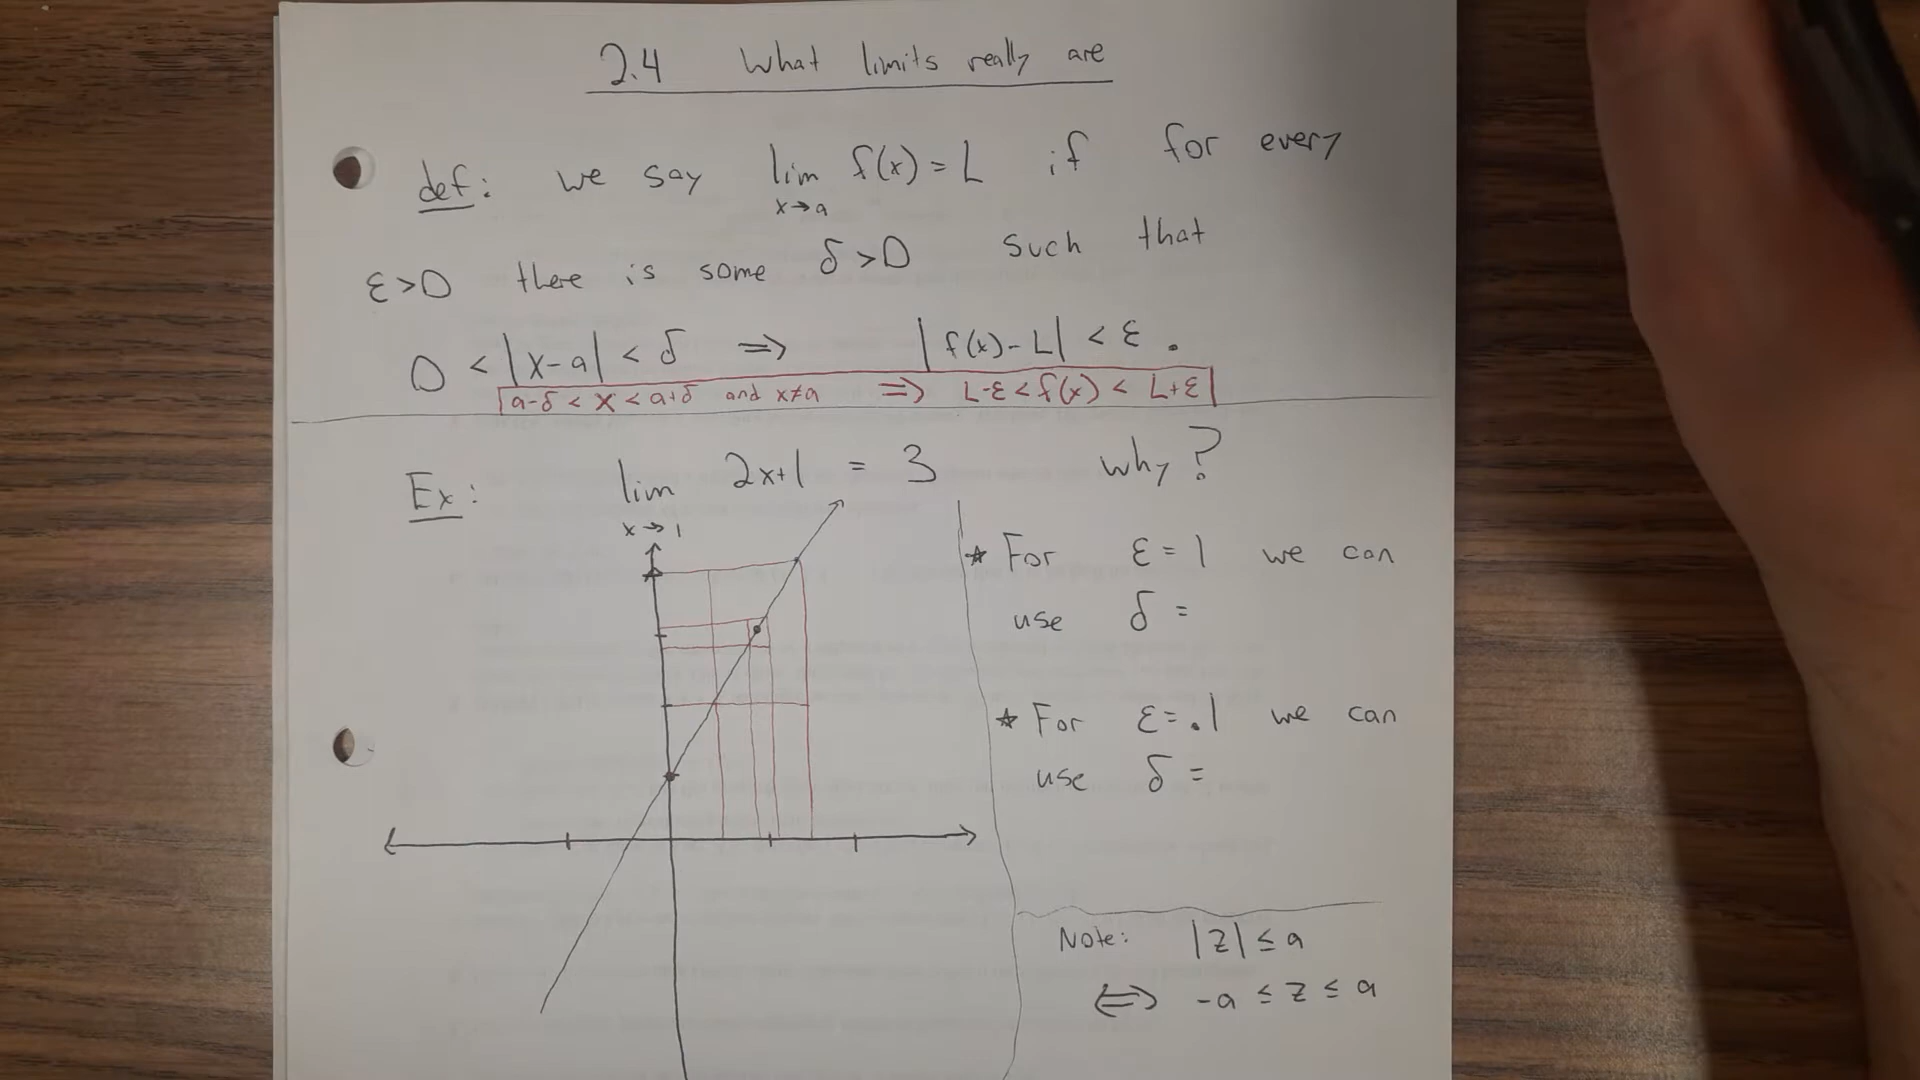 2.4 What limits really are
def: we say lim f(x) = L if for every
x→a
ε>0 there is some δ>0 such that
0 < |x-a| < δ ⇒ |f(x)-L| < ε.
a-δ < x < a+δ and x≠a ⇒ L-ε < f(x) < L+ε
Ex: lim 2x+1 = 3 why?
x→1
* For ε = 1 we can
use δ =
* For ε = .1 we can
use δ =
Note: |z| ≤ a
⇔ -a ≤ z ≤ a